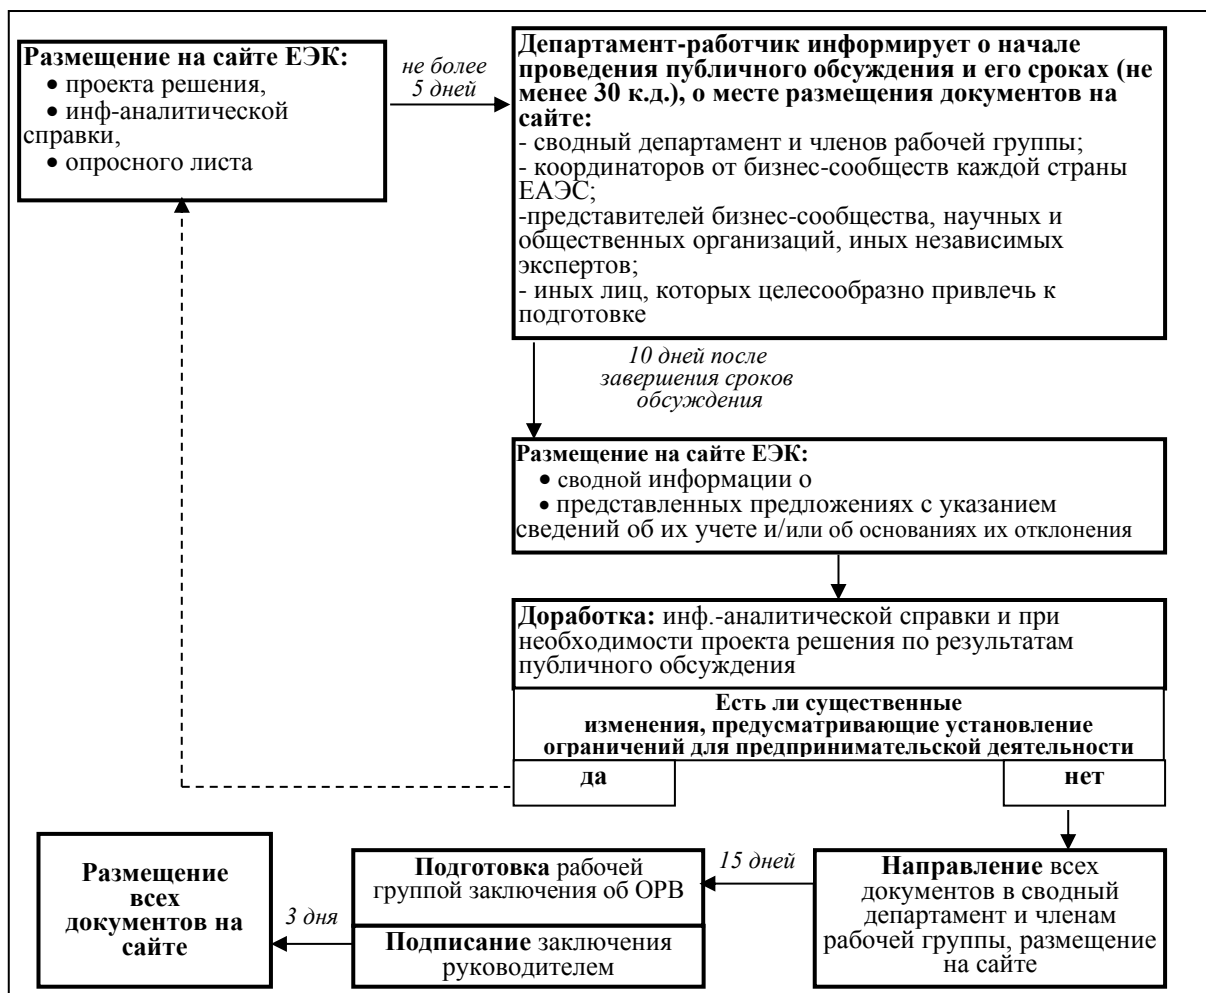 Размещение на сайте ЕЭК:
• проекта решения,
• инф-аналитической
справки,
• опросного листа
не более
5 дней
Департамент-работчик информирует о начале
проведения публичного обсуждения и его сроках (не
менее 30 к.д.), о месте размещения документов на
сайте:
- сводный департамент и членов рабочей группы;
- координаторов от бизнес-сообществ каждой страны
ЕАЭС;
-представителей бизнес-сообщества, научных и
общественных организаций, иных независимых
экспертов;
- иных лиц, которых целесообразно привлечь к
подготовке
10 дней после
завершения сроков
обсуждения
Размещение на сайте ЕЭК:
• сводной информации о
• представленных предложениях с указанием
сведений об их учете и/или об основаниях их отклонения
Доработка: инф.-аналитической справки и при
необходимости проекта решения по результатам
публичного обсуждения
Есть ли существенные
изменения, предусматривающие установление
ограничений для предпринимательской деятельности
да
нет
Направление всех
документов в сводный
департамент и членам
рабочей группы, размещение
на сайте
15 дней
Подготовка рабочей
группой заключения об ОРВ
Подписание заключения
руководителем
3 дня
Размещение
всех
документов на
сайте